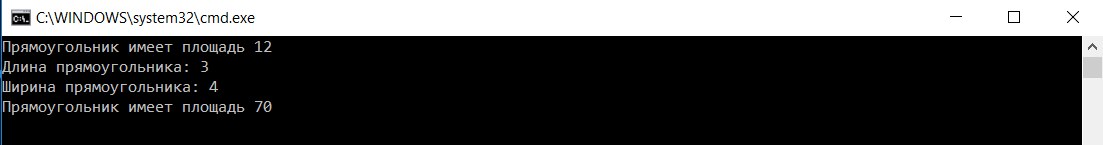 C:\WINDOWS\system32\cmd.exe
Прямоугольник имеет площадь 12
Длина прямоугольника: 3
Ширина прямоугольника: 4
Прямоугольник имеет площадь 70